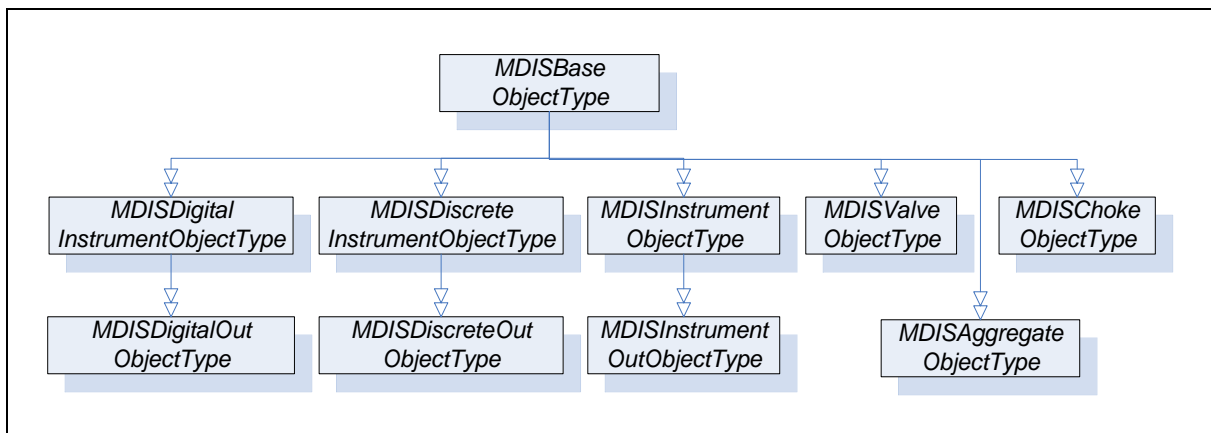 MDISBase
ObjectType
MDISDigital
InstrumentObjectType
MDISDiscrete
InstrumentObjectType
MDISInstrument
ObjectType
MDISValve
ObjectType
MDISChoke
ObjectType
MDISDigitalOut
ObjectType
MDISDiscreteOut
ObjectType
MDISInstrument
OutObjectType
MDISAggregate
ObjectType